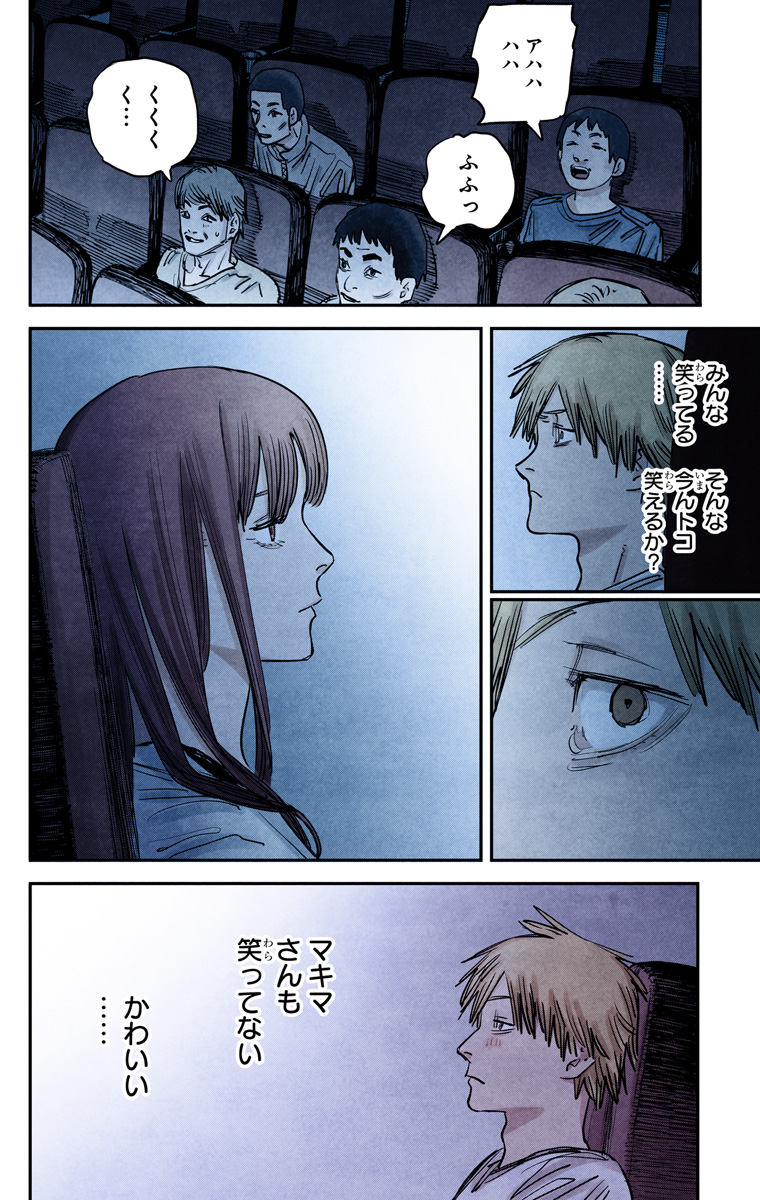 アハハ
ハハ
ふふっ
くくく
く…
みんな
笑ってる
……
そんな
今んトコ
笑えるか?
マキマ
さんも
笑ってない
かわいい
……